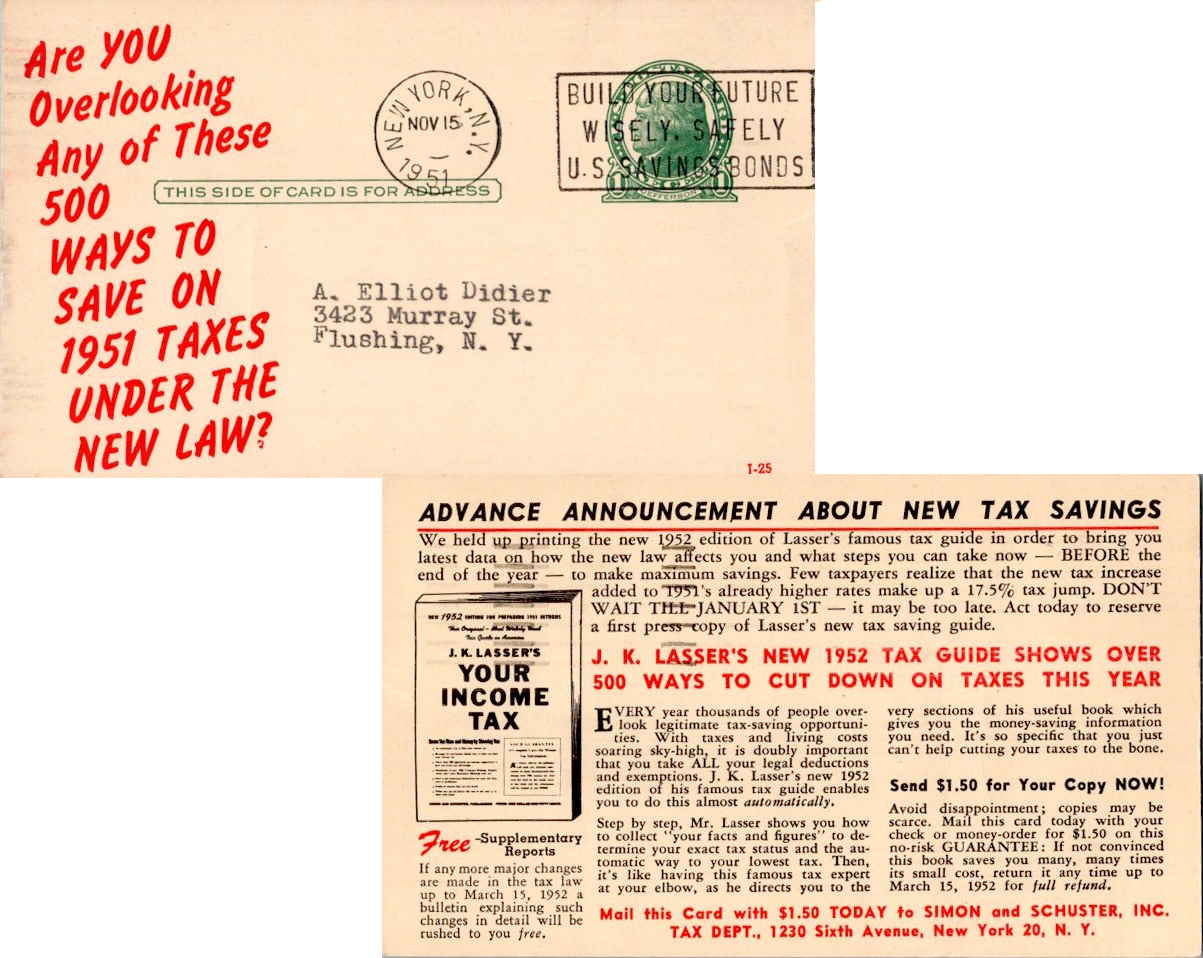 Are YOU
Overlooking
Any of These
500
WAYS TO
SAVE ON
1951 TAXES
UNDER THE
NEW LAW?
NEW YORK, N.Y.
NOV 15
1951
BUILD YOUR FUTURE
WISELY, SAFELY
U.S. SAVINGS BONDS
THIS SIDE OF CARD IS FOR ADDRESS
JEFFERSON
A. Elliot Didier
3423 Murray St.
Flushing, N. Y.
1-25
ADVANCE ANNOUNCEMENT ABOUT NEW TAX SAVINGS
We held up printing the new 1952 edition of Lasser's famous tax guide in order to bring you
latest data on how the new law affects you and what steps you can take now — BEFORE the
end of the year — to make maximum savings. Few taxpayers realize that the new tax increase
added to 1951's already higher rates make up a 17.5% tax jump. DON'T
WAIT TILL JANUARY 1ST — it may be too late. Act today to reserve
a first press copy of Lasser's new tax saving guide.
NEW 1952 EDITION FOR PREPARING 1951 RETURNS
J. K. LASSER'S
YOUR
INCOME
TAX
J. K. LASSER'S NEW 1952 TAX GUIDE SHOWS OVER
500 WAYS TO CUT DOWN ON TAXES THIS YEAR
EVERY year thousands of people over-
look legitimate tax-saving opportuni-
ties. With taxes and living costs
soaring sky-high, it is doubly important
that you take ALL your legal deductions
and exemptions. J. K. Lasser's new 1952
edition of his famous tax guide enables
you to do this almost automatically.
Step by step, Mr. Lasser shows you how
to collect "your facts and figures" to de-
termine your exact tax status and the au-
tomatic way to your lowest tax. Then,
it's like having this famous tax expert
at your elbow, as he directs you to the
very sections of his useful book which
gives you the money-saving information
you need. It's so specific that you just
can't help cutting your taxes to the bone.
Send $1.50 for Your Copy NOW!
Avoid disappointment; copies may be
scarce. Mail this card today with your
check or money-order for $1.50 on this
no-risk GUARANTEE: If not convinced
this book saves you many, many times
its small cost, return it any time up to
March 15, 1952 for full refund.
Free -Supplementary
Reports
If any more major changes
are made in the tax law
up to March 15, 1952 a
bulletin explaining such
changes in detail will be
rushed to you free.
Mail this Card with $1.50 TODAY to SIMON and SCHUSTER, INC.
TAX DEPT., 1230 Sixth Avenue, New York 20, N. Y.